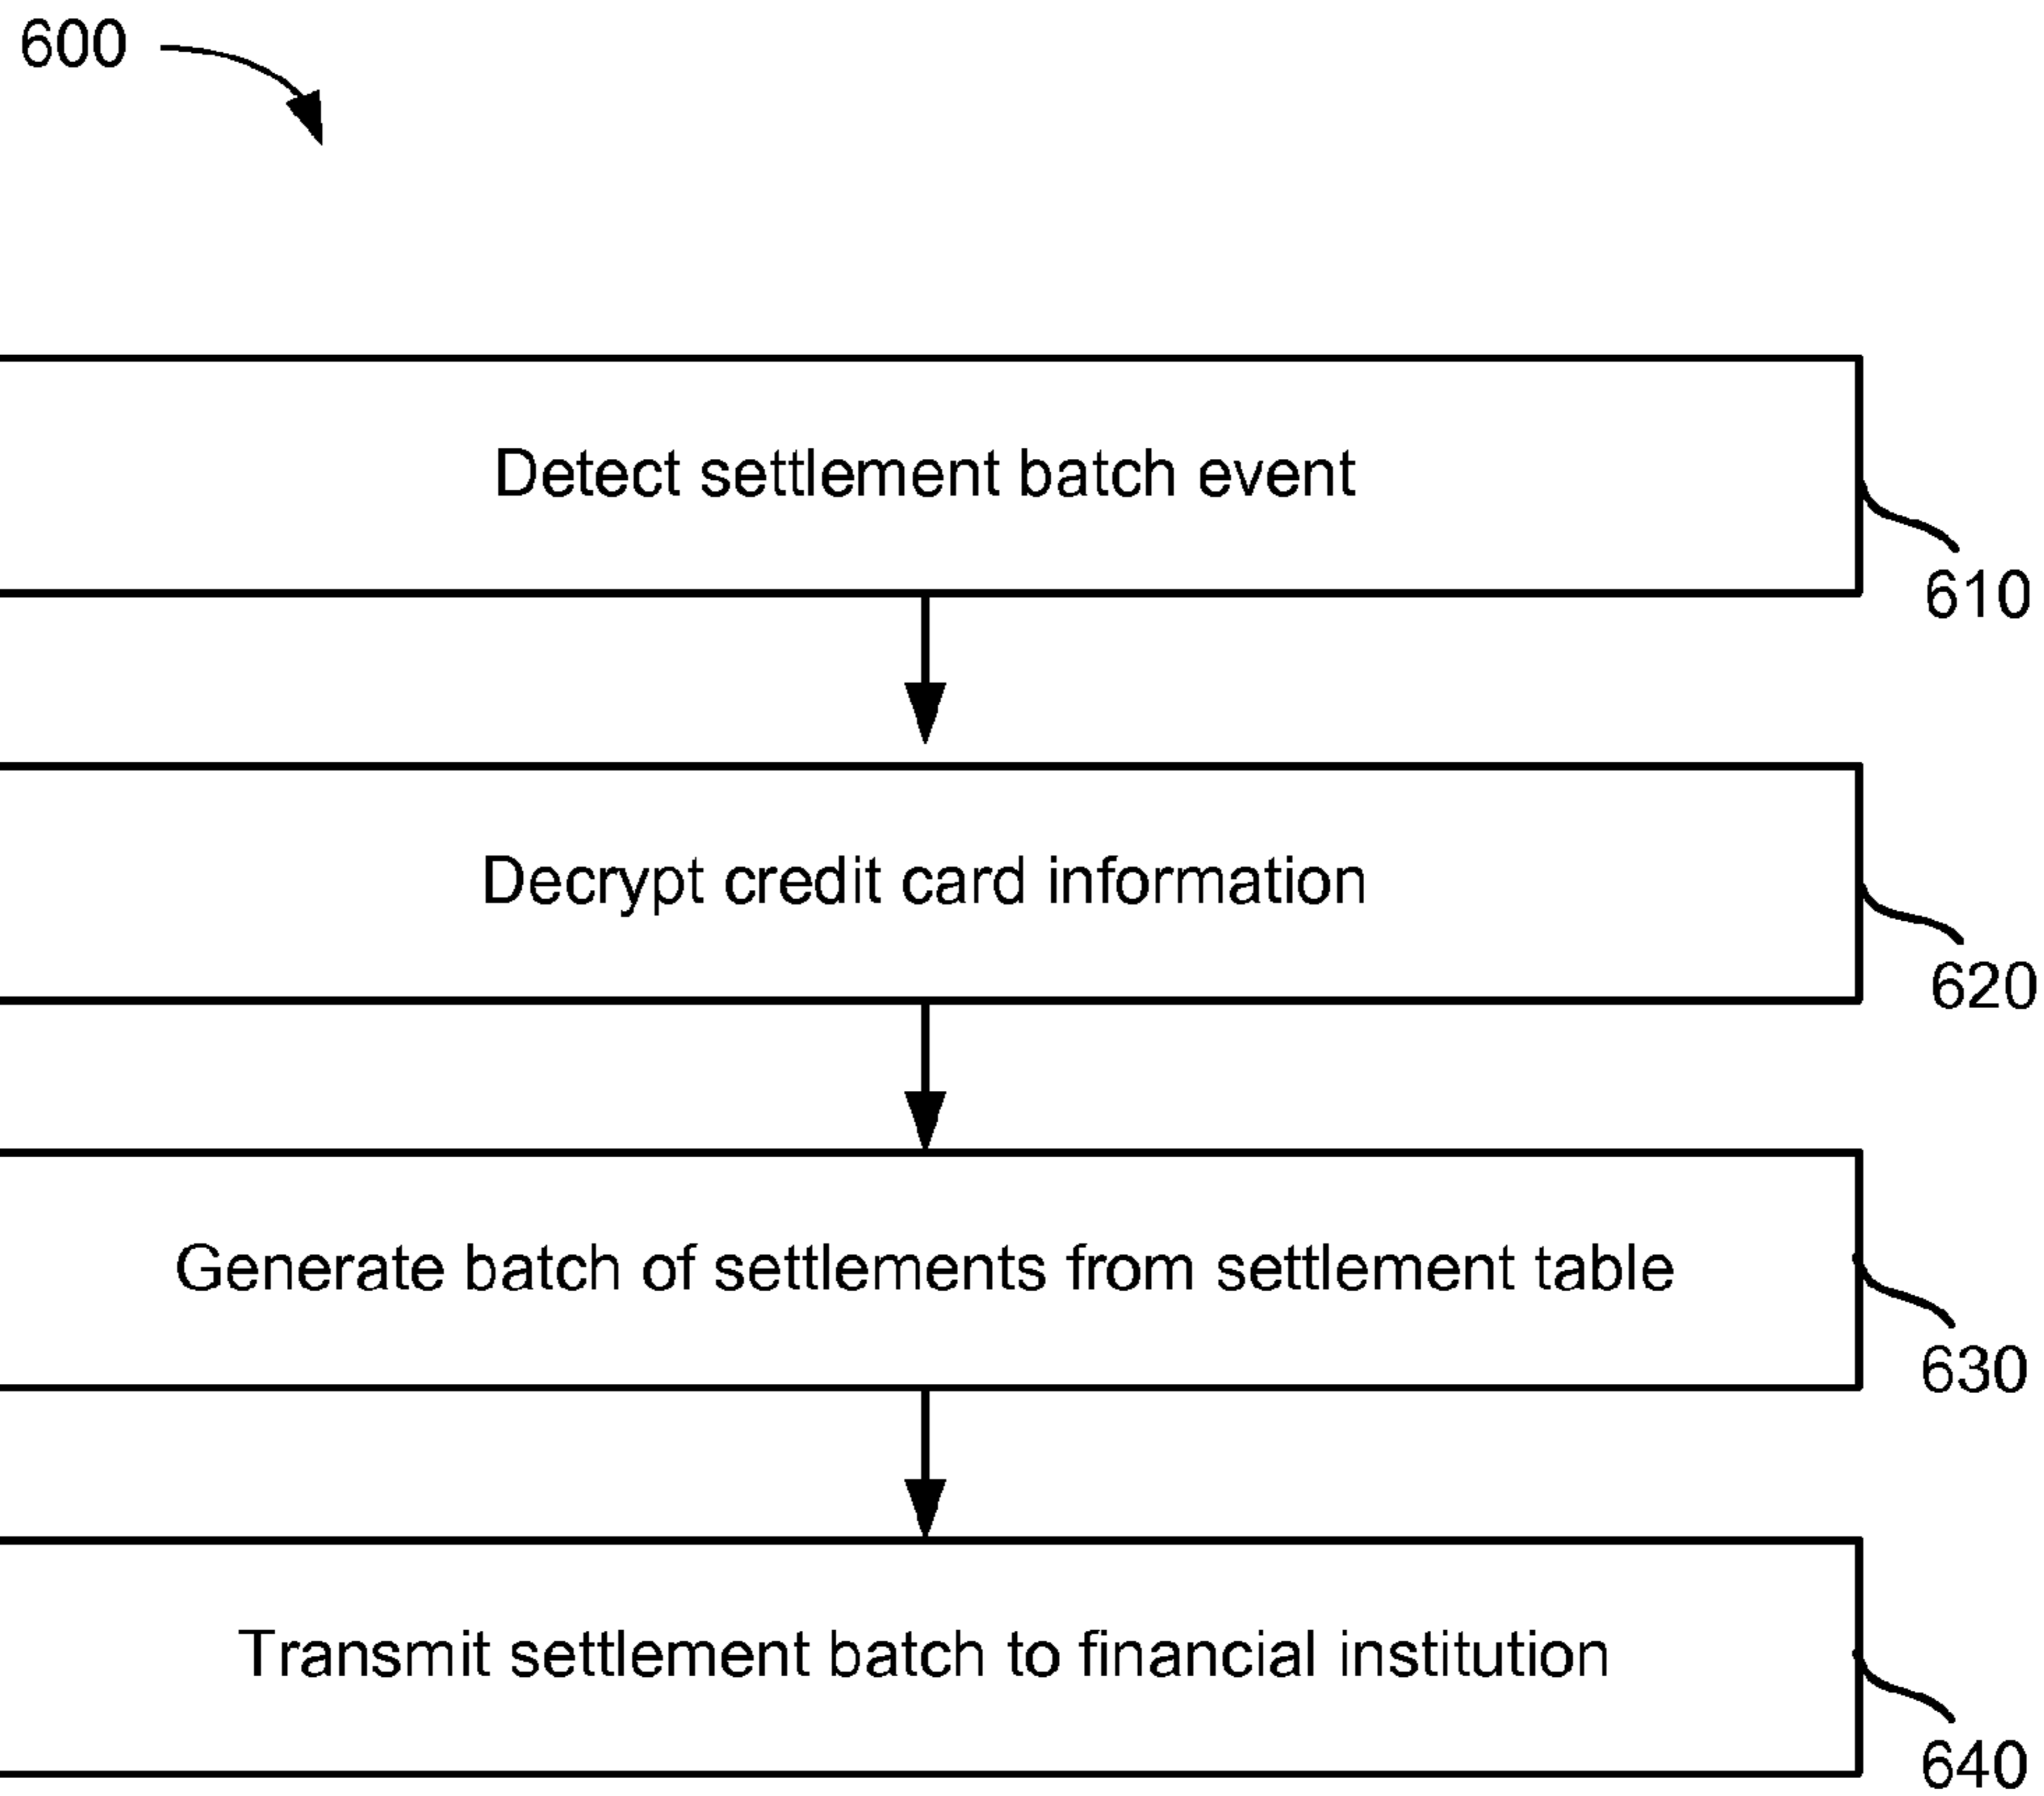 600
Detect settlement batch event
610
Decrypt credit card information
620
Generate batch of settlements from settlement table
630
Transmit settlement batch to financial institution
640